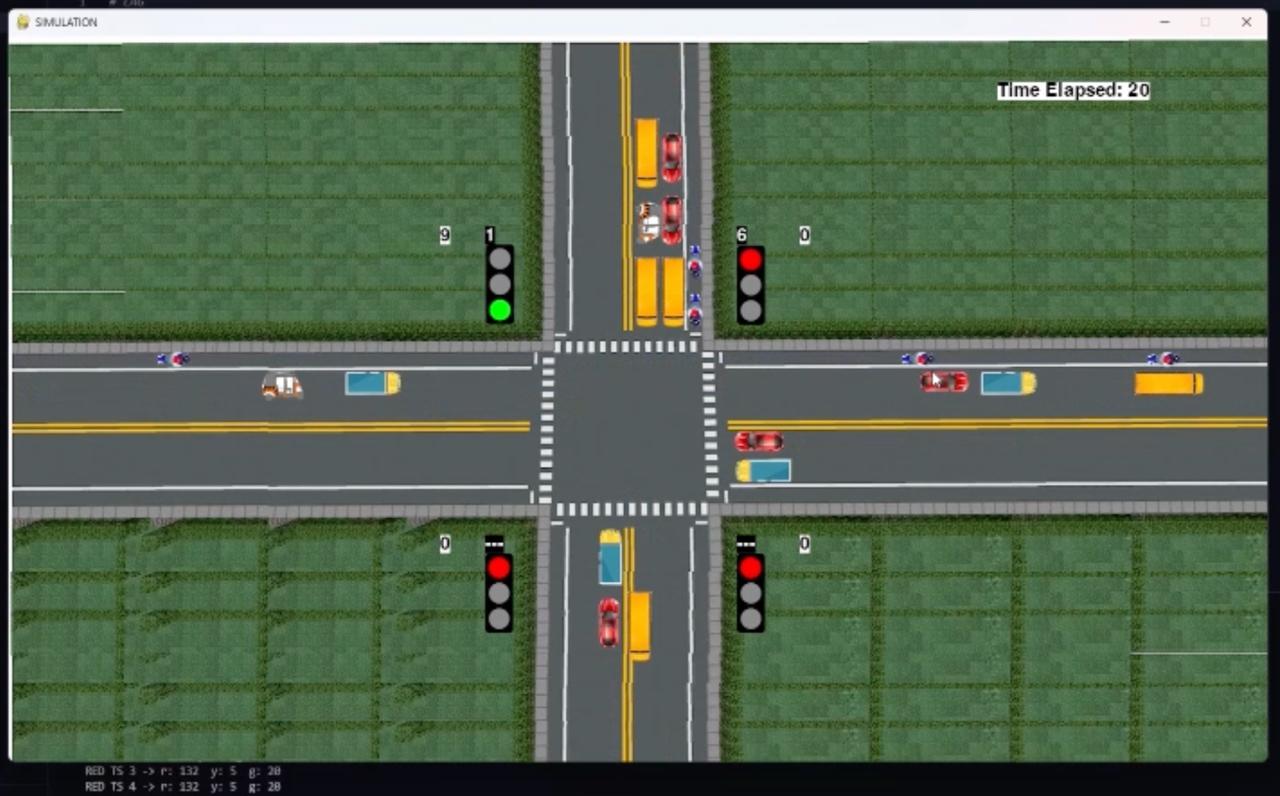 SIMULATION
Time Elapsed: 20
9 1 6 0
0 --- --- 0
RED TS 3 -> r: 132 y: 5 g: 20
RED TS 4 -> r: 132 y: 5 g: 20